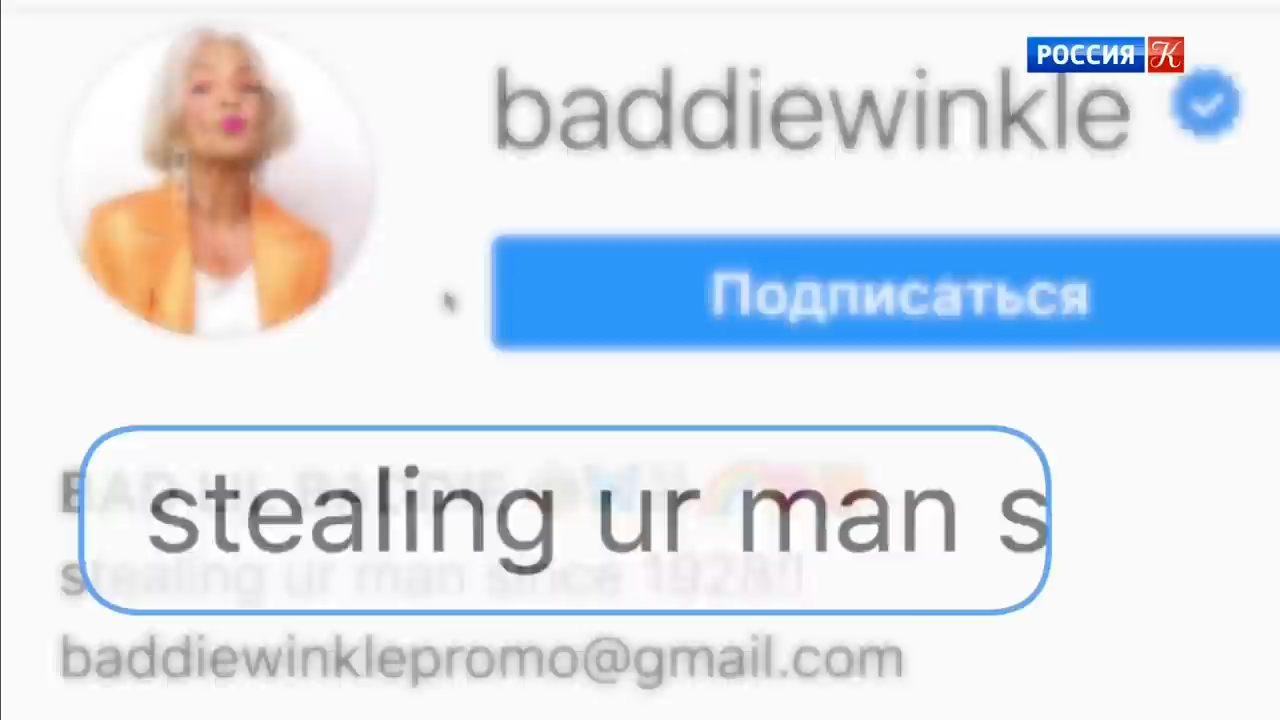 РОССИЯ К
baddiewinkle
Подписаться
stealing ur man s
stealing ur man since 1928!!
baddiewinklepromo@gmail.com